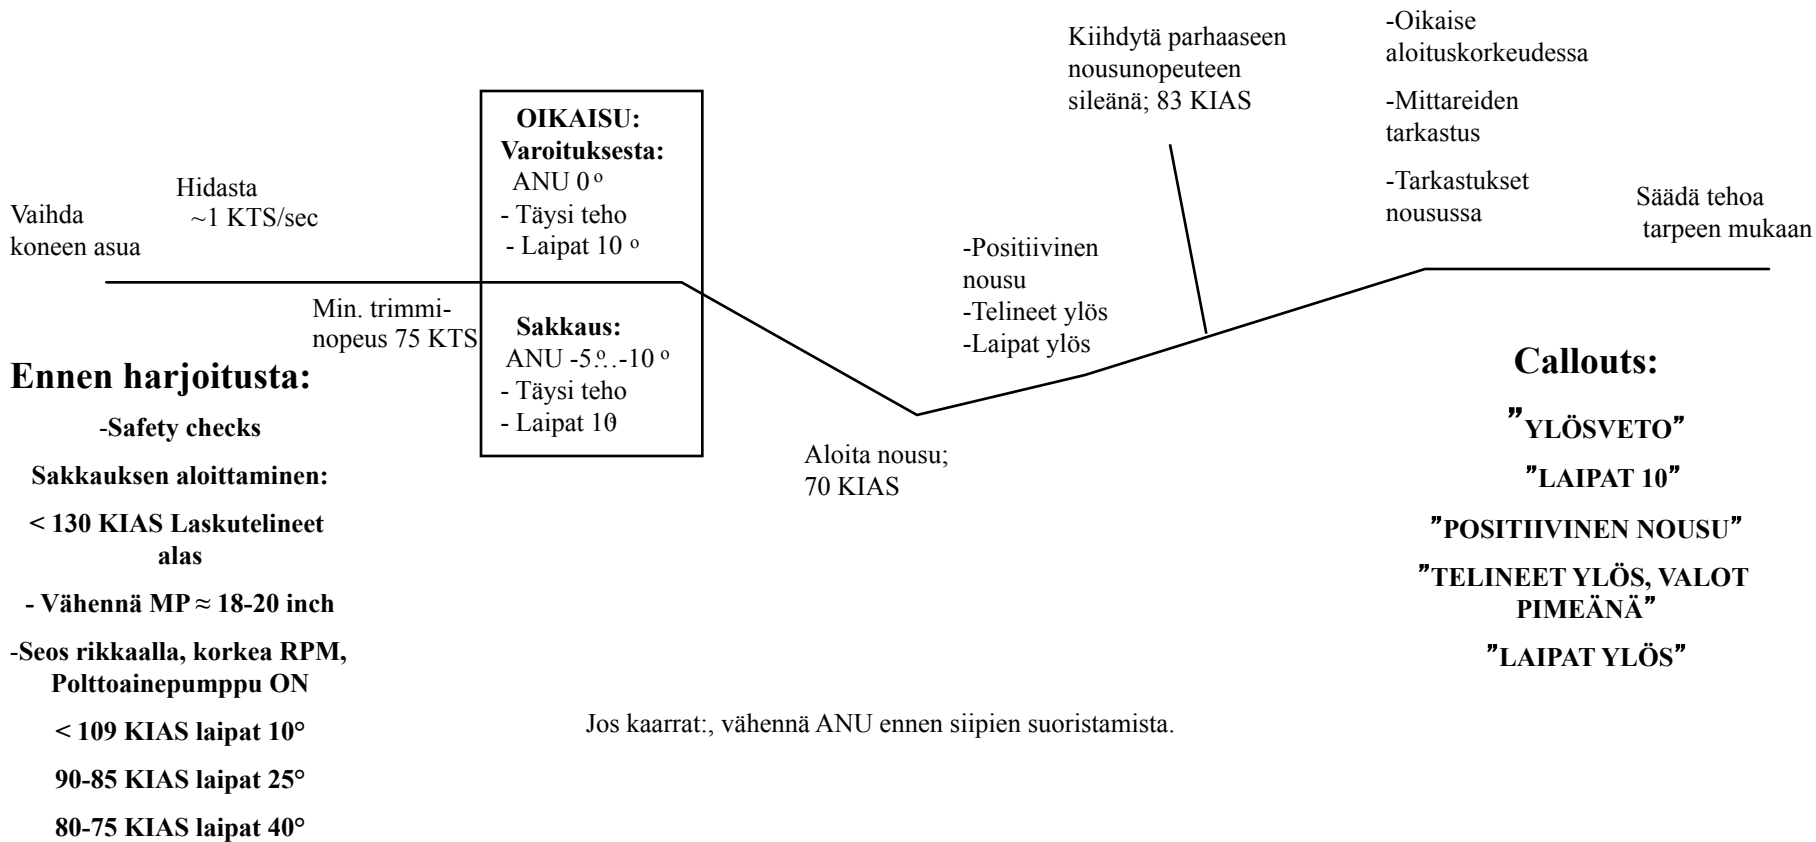 Vaihda
koneen asua
Hidasta
~1 KTS/sec
Min. trimmi-
nopeus 75 KTS
OIKAISU:
Varoituksesta:
ANU 0 º
- Täysi teho
- Laipat 10 º
Sakkaus:
ANU -5º…-10 º
- Täysi teho
- Laipat 10º
Aloita nousu;
70 KIAS
-Positiivinen
nousu
-Telineet ylös
-Laipat ylös
Kiihdytä parhaaseen
nousunopeuteen
sileänä; 83 KIAS
-Oikaise
aloituskorkeudessa
-Mittareiden
tarkastus
-Tarkastukset
nousussa
Säädä tehoa
tarpeen mukaan
Ennen harjoitusta:
-Safety checks
Sakkauksen aloittaminen:
< 130 KIAS Laskutelineet
alas
- Vähennä MP ≈ 18-20 inch
-Seos rikkaalla, korkea RPM,
Polttoainepumppu ON
< 109 KIAS laipat 10°
90-85 KIAS laipat 25°
80-75 KIAS laipat 40°
Jos kaarrat:, vähennä ANU ennen siipien suoristamista.
Callouts:
”YLÖSVETO”
”LAIPAT 10”
”POSITIIVINEN NOUSU”
”TELINEET YLÖS, VALOT
PIMEÄNÄ”
”LAIPAT YLÖS”